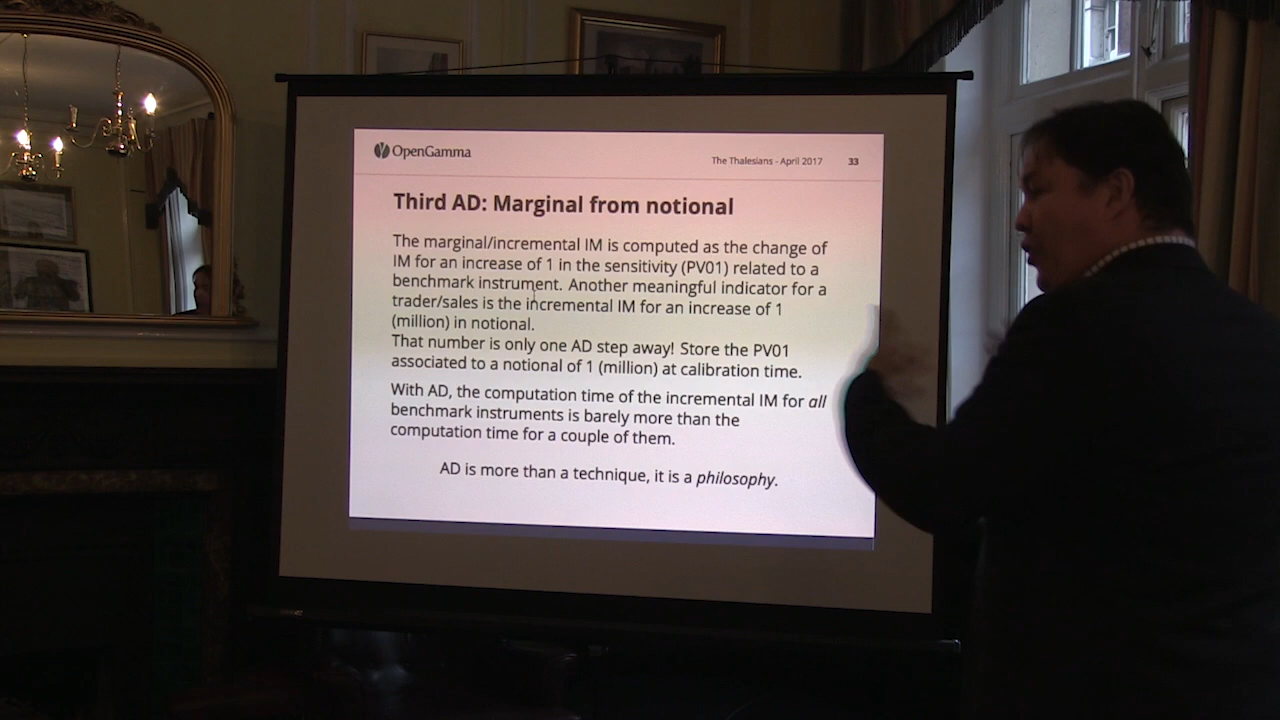 OpenGamma
The Thalesians - April 2017 33
Third AD: Marginal from notional
The marginal/incremental IM is computed as the change of
IM for an increase of 1 in the sensitivity (PV01) related to a
benchmark instrument. Another meaningful indicator for a
trader/sales is the incremental IM for an increase of 1
(million) in notional.
That number is only one AD step away! Store the PV01
associated to a notional of 1 (million) at calibration time.
With AD, the computation time of the incremental IM for all
benchmark instruments is barely more than the
computation time for a couple of them.
AD is more than a technique, it is a philosophy.